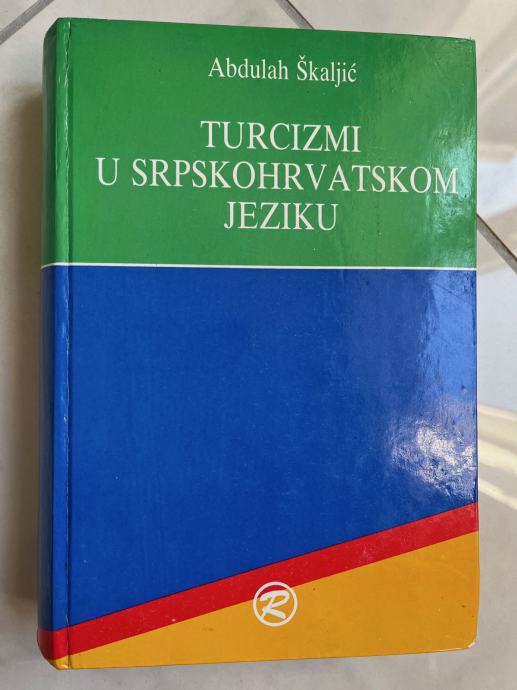 Abdulah Škaljić
TURCIZMI
U SRPSKOHRVATSKOM
JEZIKU
R